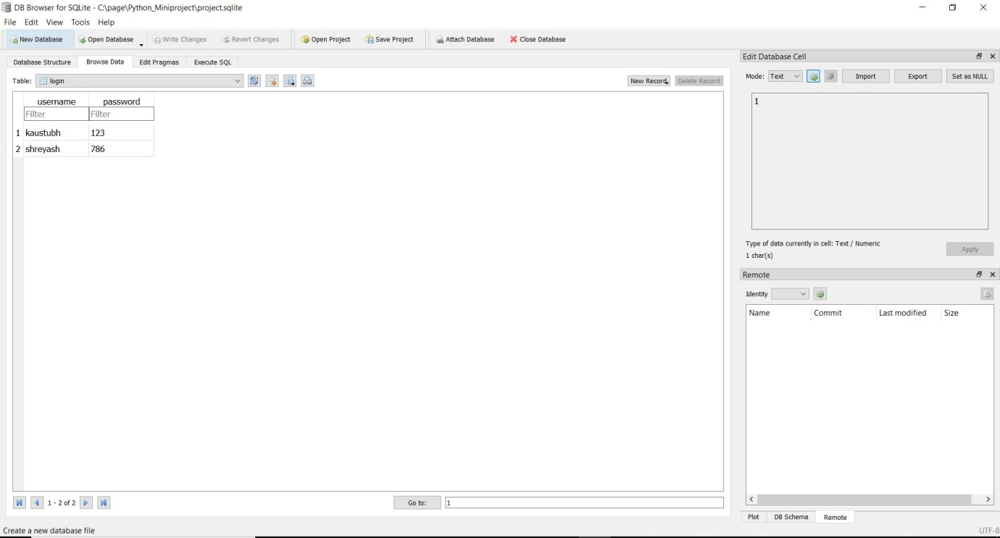 DB Browser for SQLite - C:\page\Python_Miniproject\project.sqlite
File Edit View Tools Help
New Database Open Database Write Changes Revert Changes Open Project Save Project Attach Database Close Database
Database Structure Browse Data Edit Pragmas Execute SQL
Table: login New Record Delete Record
username password
Filter Filter
1 kaustubh 123
2 shreyash 786
1 - 2 of 2 Go to: 1
Edit Database Cell
Mode: Text Import Export Set as NULL
1
Type of data currently in cell: Text / Numeric
1 char(s)
Apply
Remote
Identity
Name Commit Last modified Size
Plot DB Schema Remote
Create a new database file UTF-8